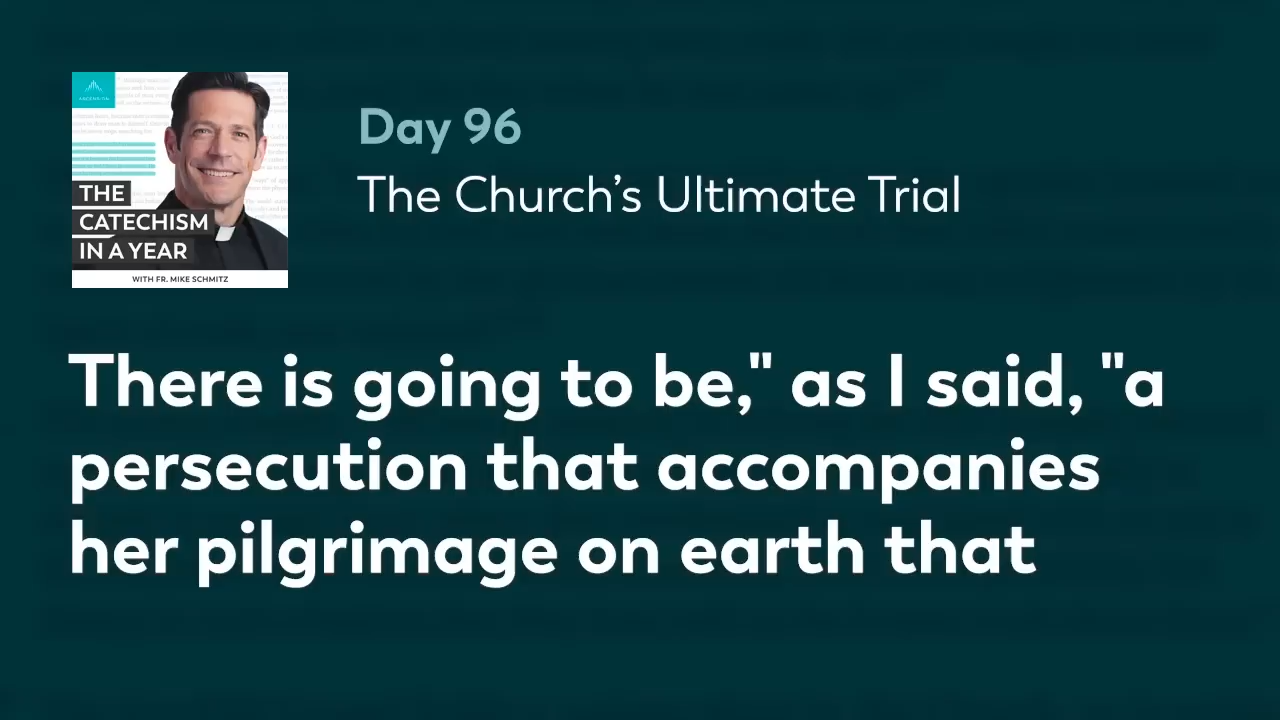 ASCENSION
THE
CATECHISM
IN A YEAR
WITH FR. MIKE SCHMITZ
Day 96
The Church’s Ultimate Trial
There is going to be," as I said, "a
persecution that accompanies
her pilgrimage on earth that